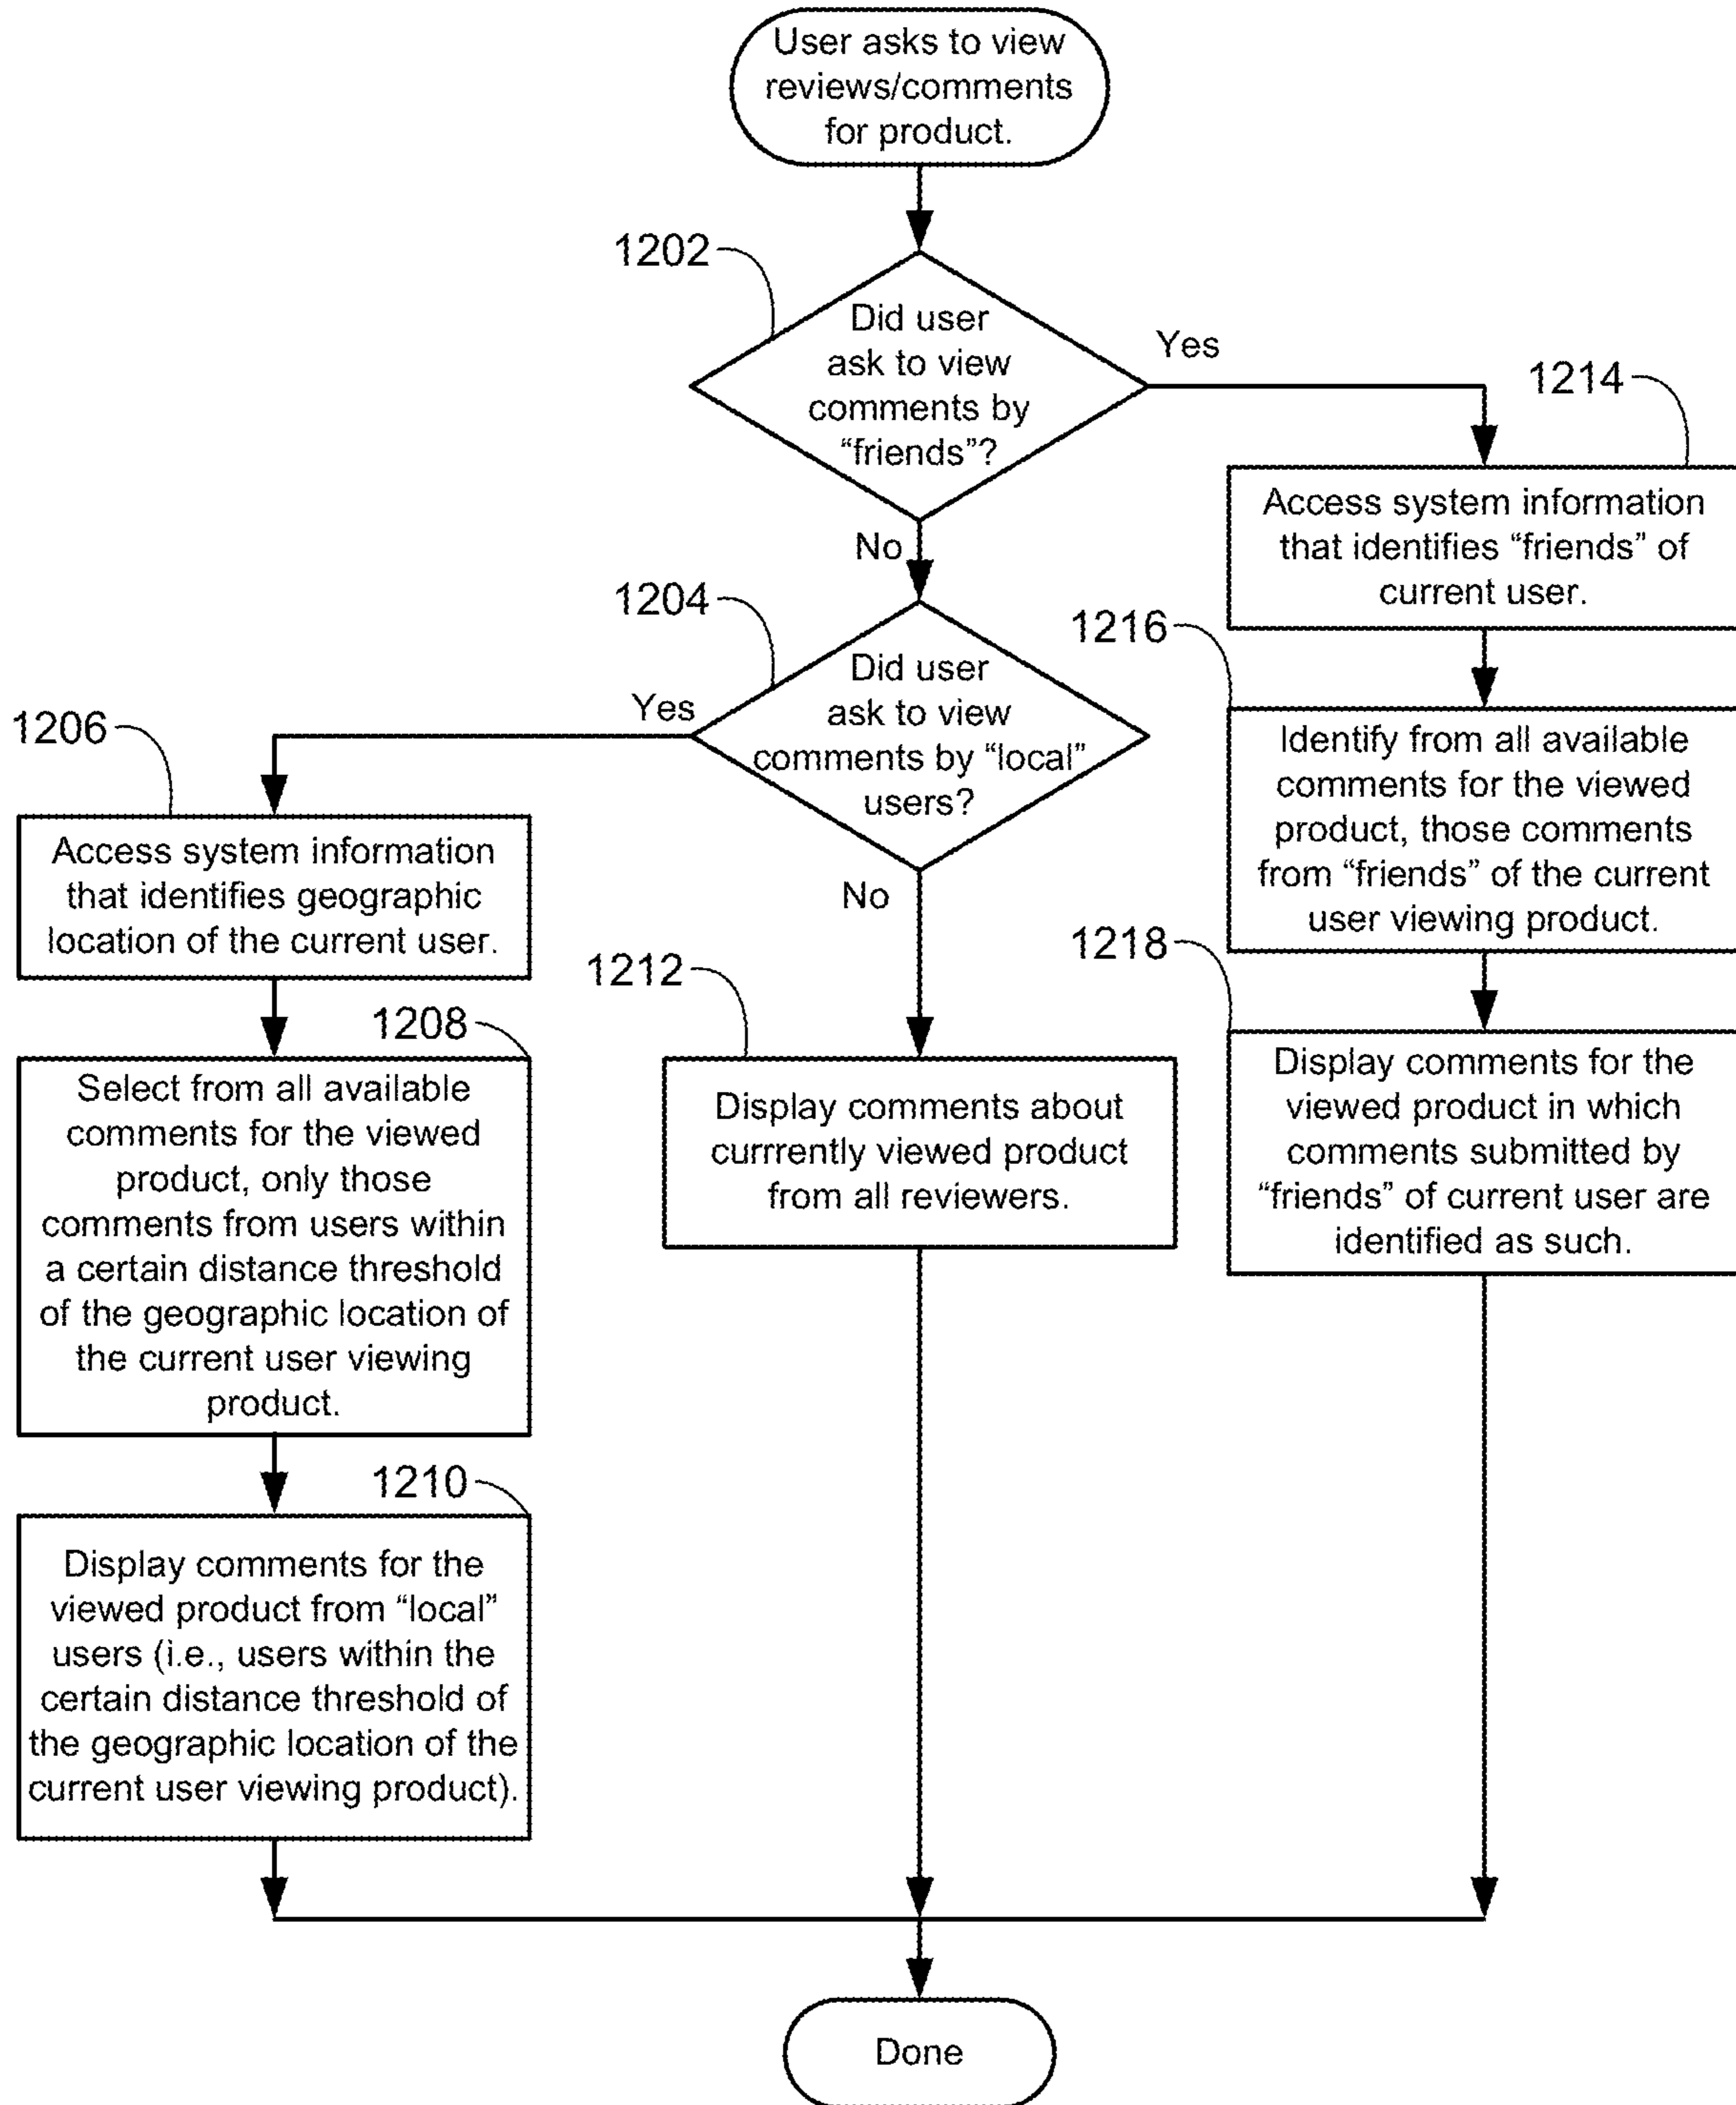 User asks to view
reviews/comments
for product.
1202
Did user
ask to view
comments by
“friends”?
Yes
No
1214
Access system information
that identifies “friends” of
current user.
1204
Did user
ask to view
comments by “local”
users?
Yes
No
1216
Identify from all available
comments for the viewed
product, those comments
from “friends” of the current
user viewing product.
1206
Access system information
that identifies geographic
location of the current user.
1218
Display comments for the
viewed product in which
comments submitted by
“friends” of current user are
identified as such.
1212
Display comments about
currrently viewed product
from all reviewers.
1208
Select from all available
comments for the viewed
product, only those
comments from users within
a certain distance threshold
of the geographic location of
the current user viewing
product.
1210
Display comments for the
viewed product from “local”
users (i.e., users within the
certain distance threshold of
the geographic location of the
current user viewing product).
Done